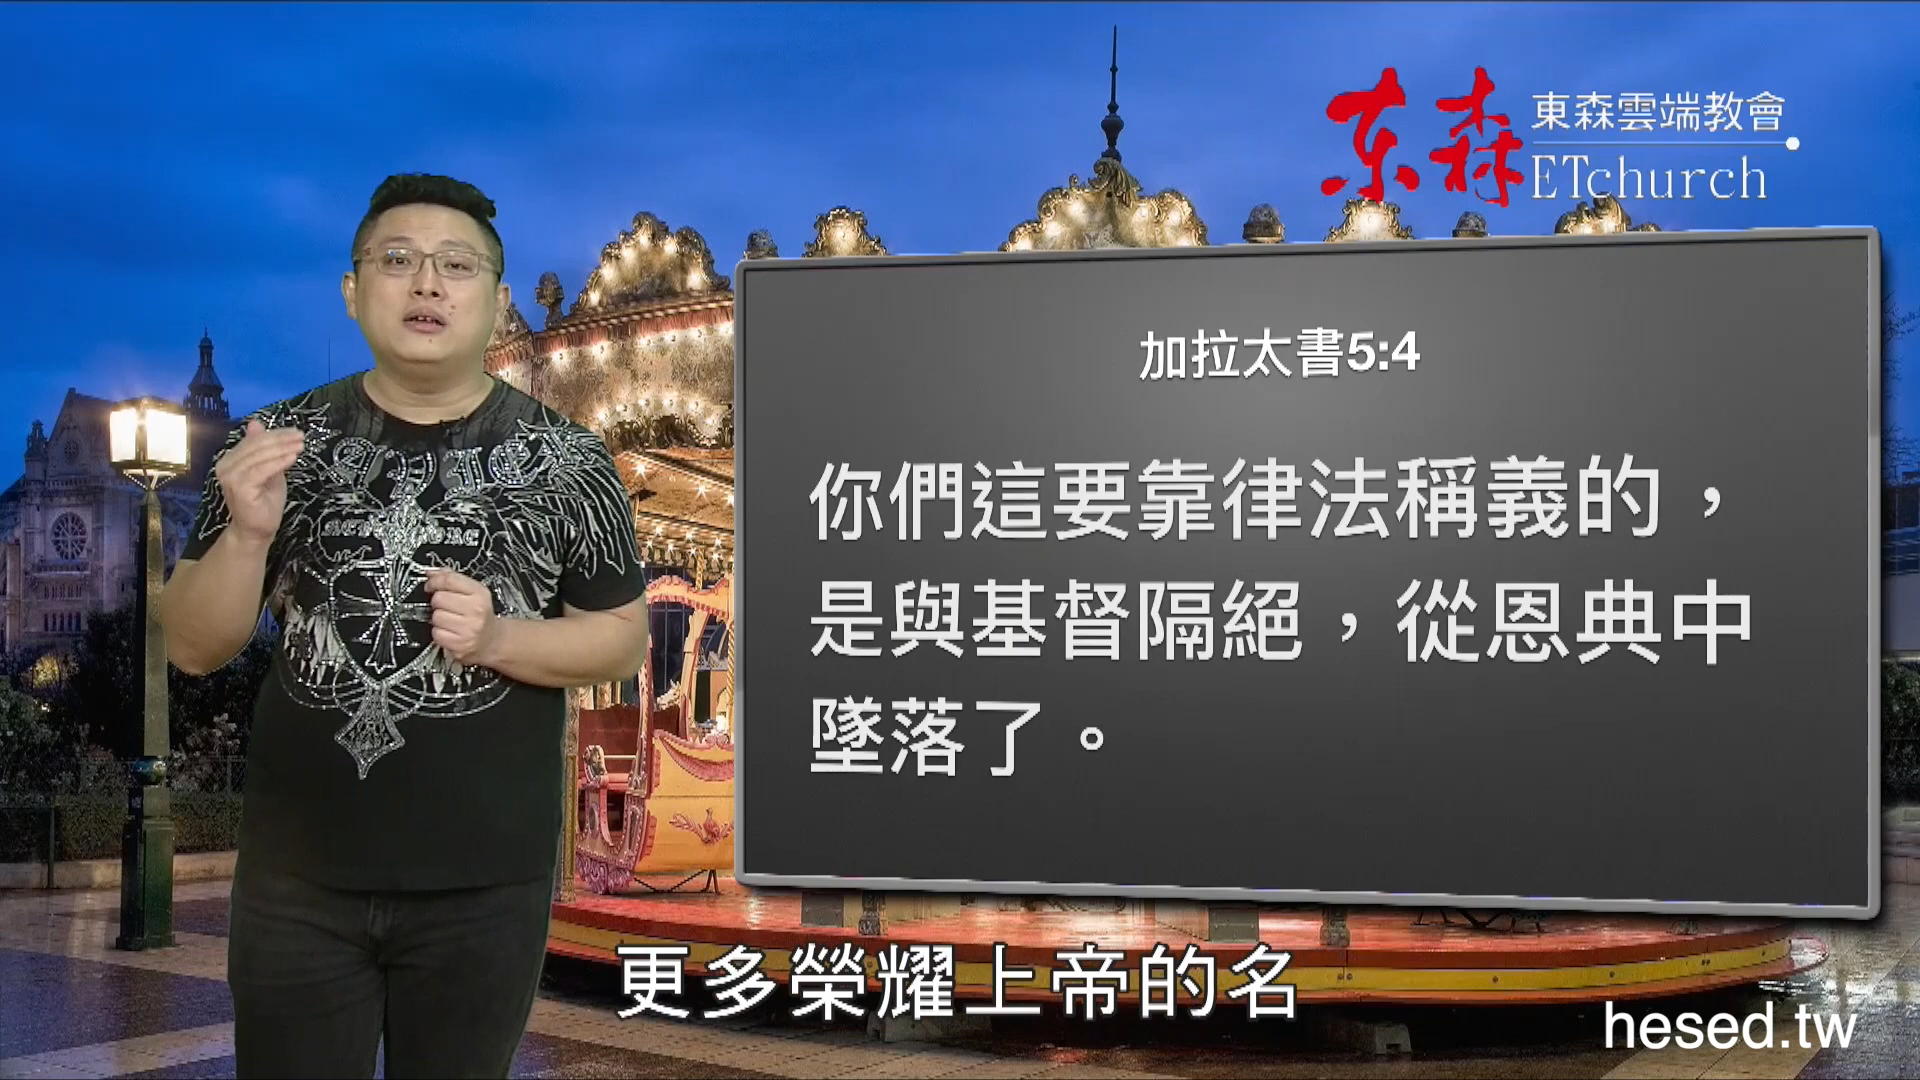 东森
東森雲端教會
ETchurch
加拉太書5:4
你們這要靠律法稱義的，
是與基督隔絕，從恩典中
墜落了。
更多榮耀上帝的名
hesed.tw